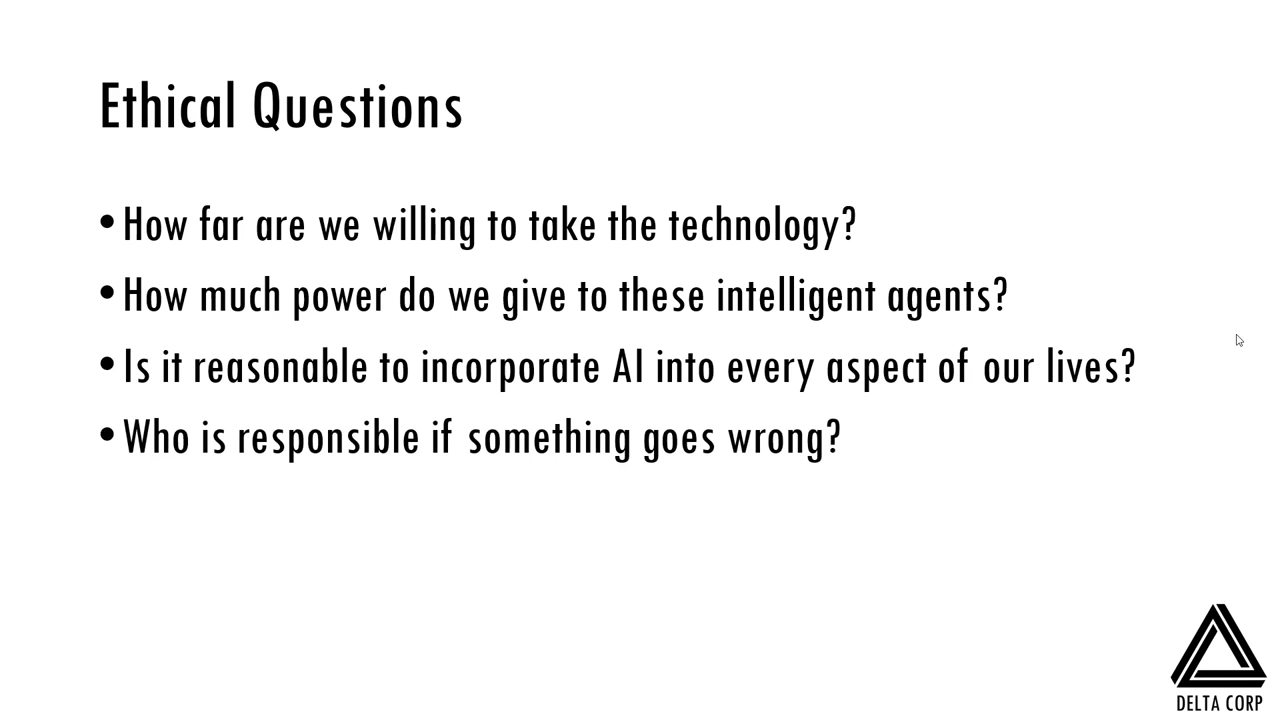 Ethical Questions
• How far are we willing to take the technology?
• How much power do we give to these intelligent agents?
• Is it reasonable to incorporate AI into every aspect of our lives?
• Who is responsible if something goes wrong?
DELTA CORP